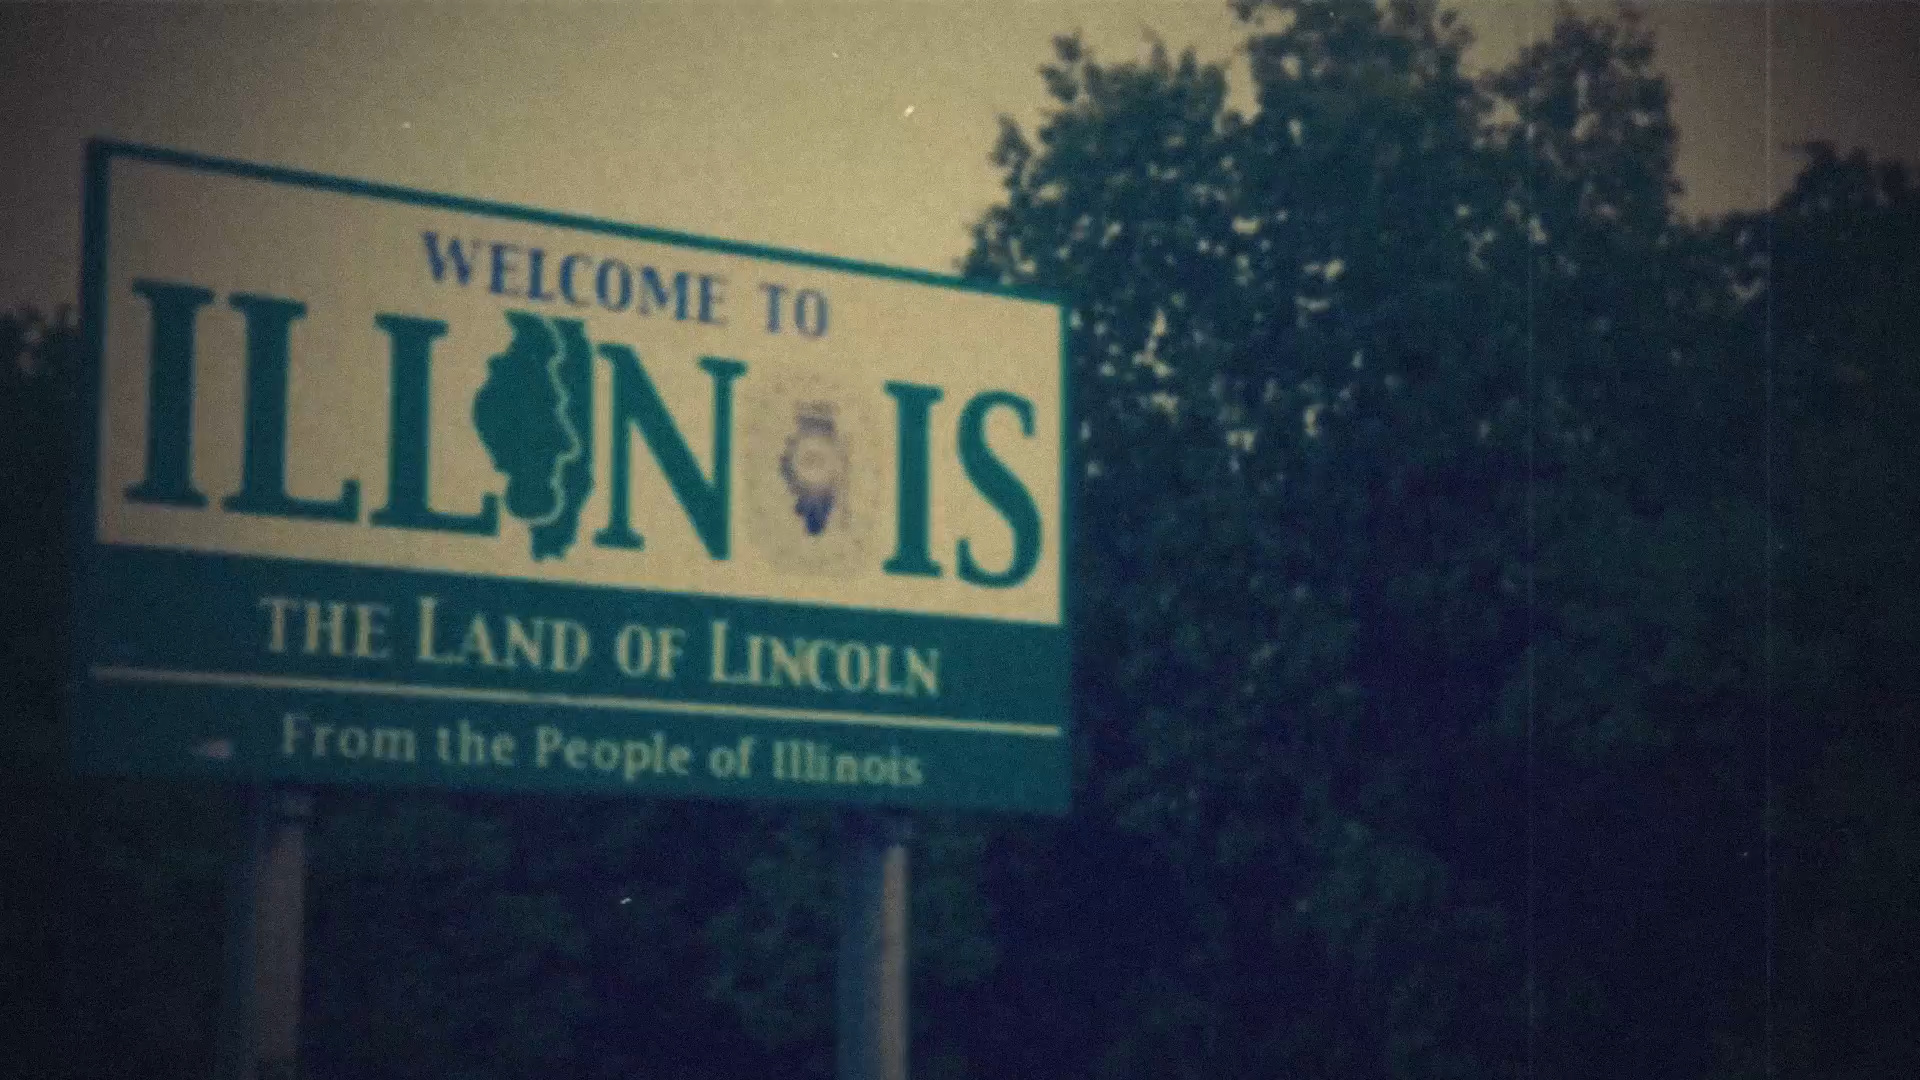 WELCOME TO
ILLINOIS
THE LAND OF LINCOLN
From the People of Illinois